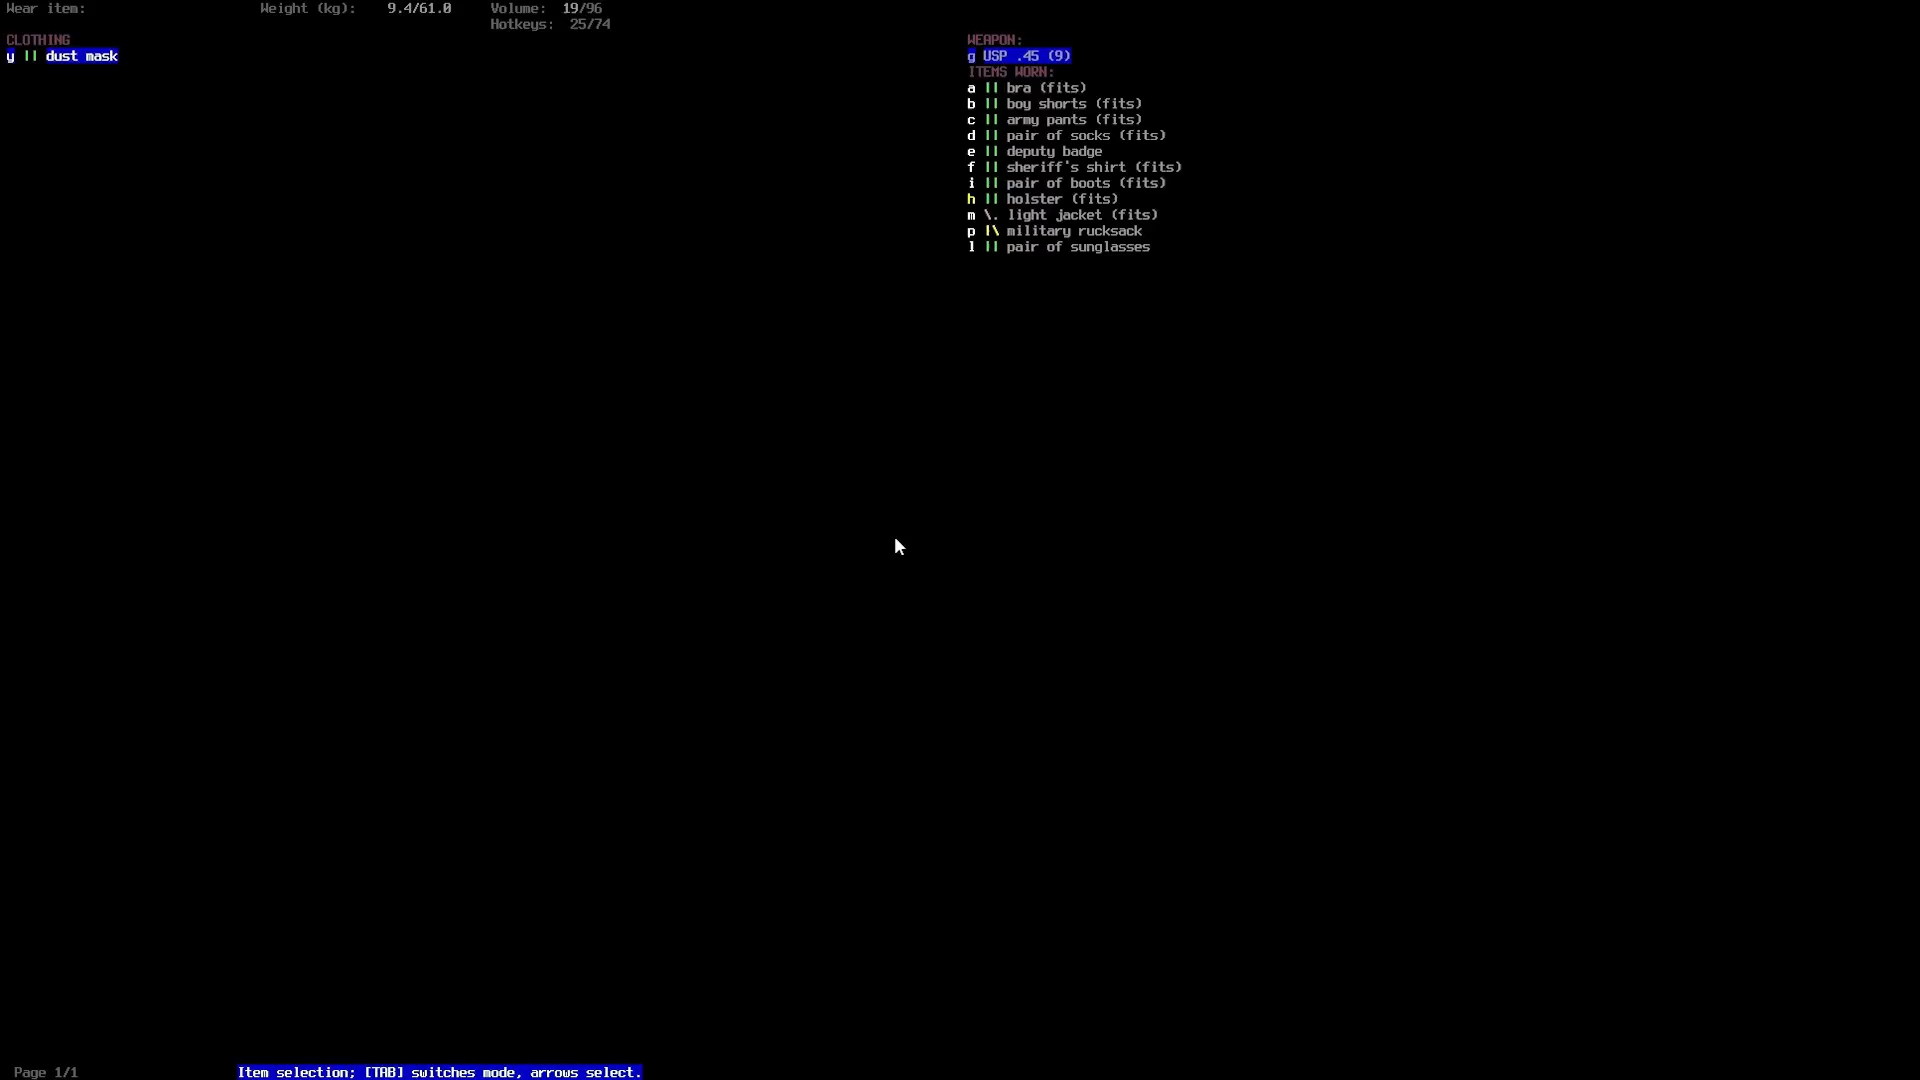 Wear item: Weight (kg): 9.4/61.0 Volume: 19/96
Hotkeys: 25/74
CLOTHING
y || dust mask
WEAPON:
g USP .45 (9)
ITEMS WORN:
a || bra (fits)
b || boy shorts (fits)
c || army pants (fits)
d || pair of socks (fits)
e || deputy badge
f || sheriff's shirt (fits)
i || pair of boots (fits)
h || holster (fits)
m \. light jacket (fits)
p |\ military rucksack
l || pair of sunglasses
Page 1/1 Item selection; [TAB] switches mode, arrows select.